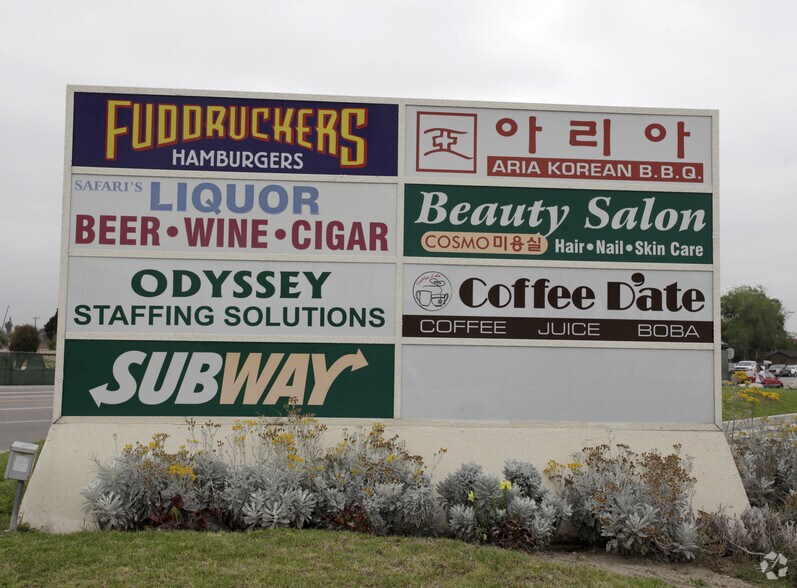 FUDDRUCKERS
HAMBURGERS
아리아
ARIA KOREAN B.B.Q.
SAFARI'S
LIQUOR
BEER • WINE • CIGAR
Beauty Salon
COSMO 미용실
Hair • Nail • Skin Care
ODYSSEY
STAFFING SOLUTIONS
Coffee D'ate
COFFEE JUICE BOBA
SUBWAY